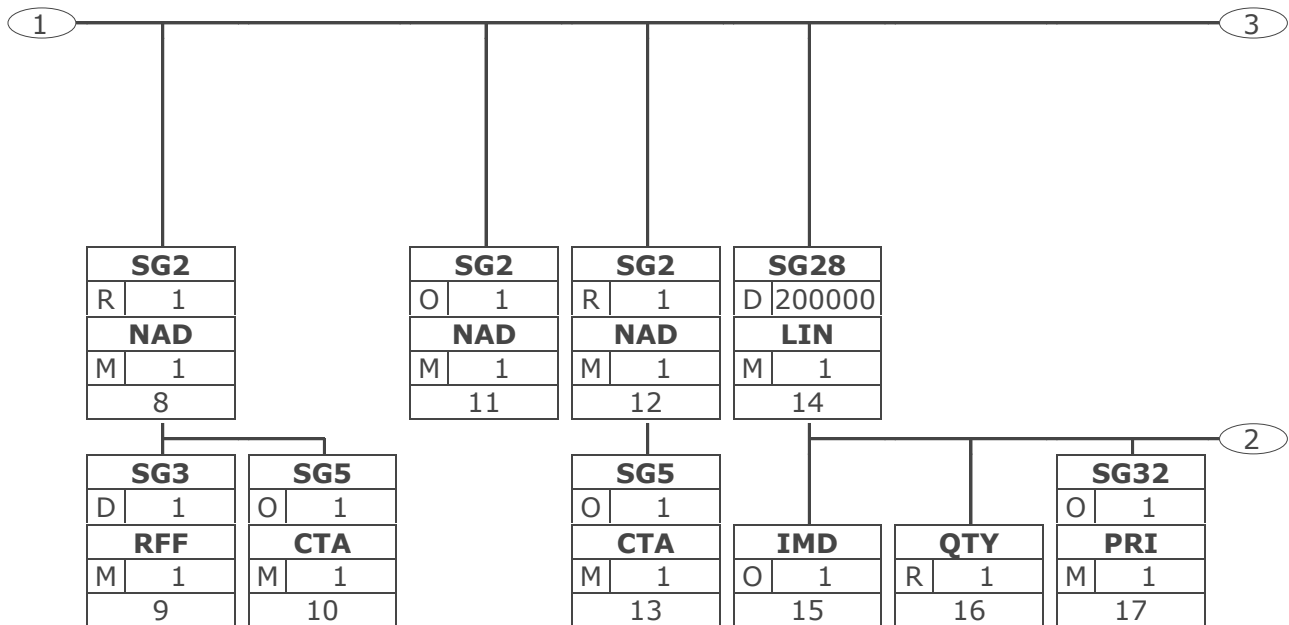 1 3
SG2 SG2 SG2 SG28
R 1 O 1 R 1 D 200000
NAD NAD NAD LIN
M 1 M 1 M 1 M 1
8 11 12 14
2
SG3 SG5 SG5 SG32
D 1 O 1 O 1 O 1
RFF CTA CTA IMD QTY PRI
M 1 M 1 M 1 O 1 R 1 M 1
9 10 13 15 16 17